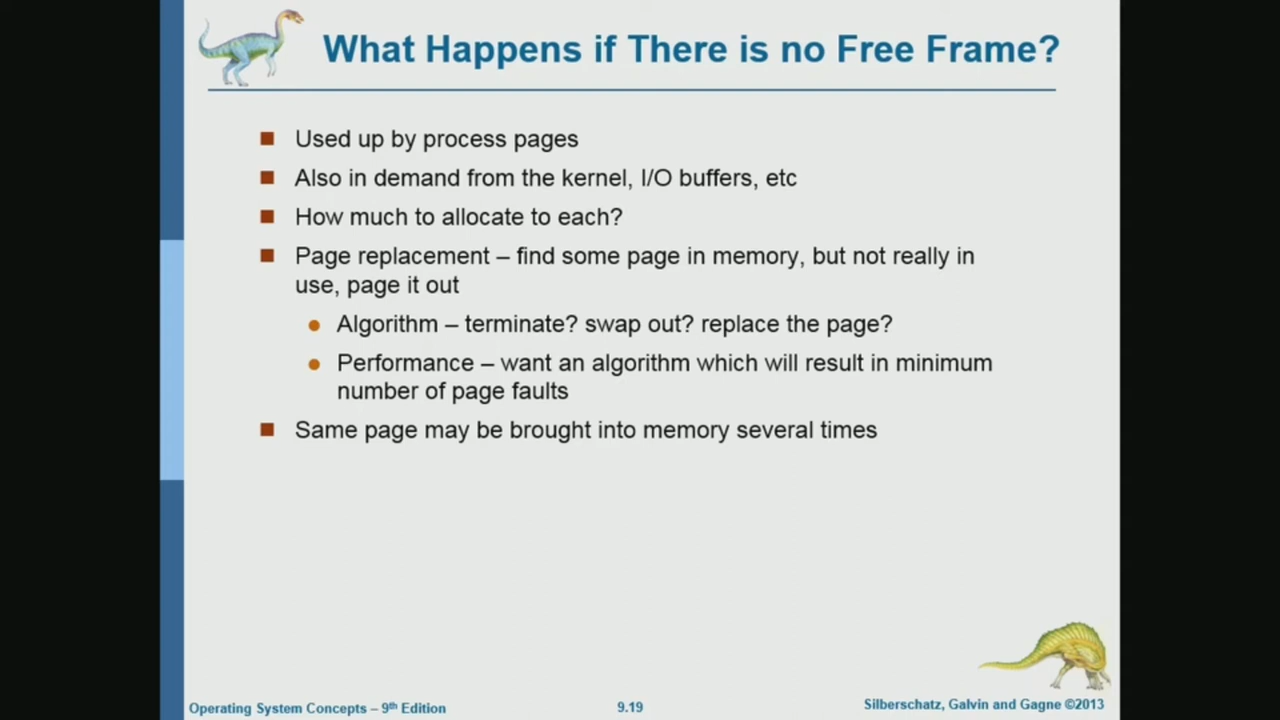 What Happens if There is no Free Frame?
Used up by process pages
Also in demand from the kernel, I/O buffers, etc
How much to allocate to each?
Page replacement – find some page in memory, but not really in
use, page it out
Algorithm – terminate? swap out? replace the page?
Performance – want an algorithm which will result in minimum
number of page faults
Same page may be brought into memory several times
Operating System Concepts – 9th Edition
9.19
Silberschatz, Galvin and Gagne ©2013